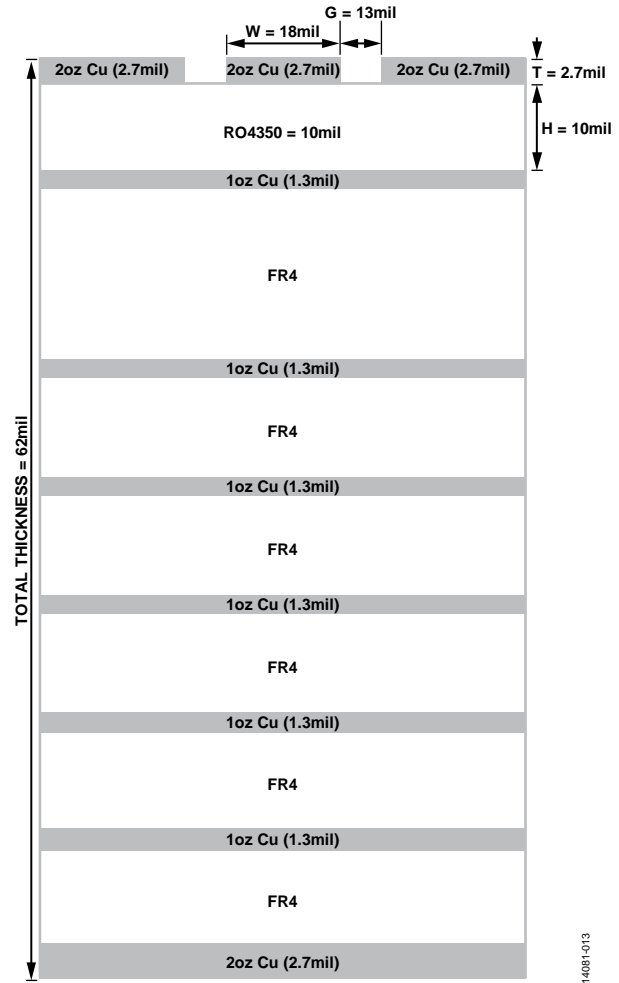 G = 13mil
W = 18mil
2oz Cu (2.7mil) 2oz Cu (2.7mil) 2oz Cu (2.7mil)
T = 2.7mil
RO4350 = 10mil
H = 10mil
1oz Cu (1.3mil)
FR4
1oz Cu (1.3mil)
FR4
1oz Cu (1.3mil)
FR4
1oz Cu (1.3mil)
FR4
1oz Cu (1.3mil)
FR4
1oz Cu (1.3mil)
FR4
2oz Cu (2.7mil)
TOTAL THICKNESS = 62mil
14081-013